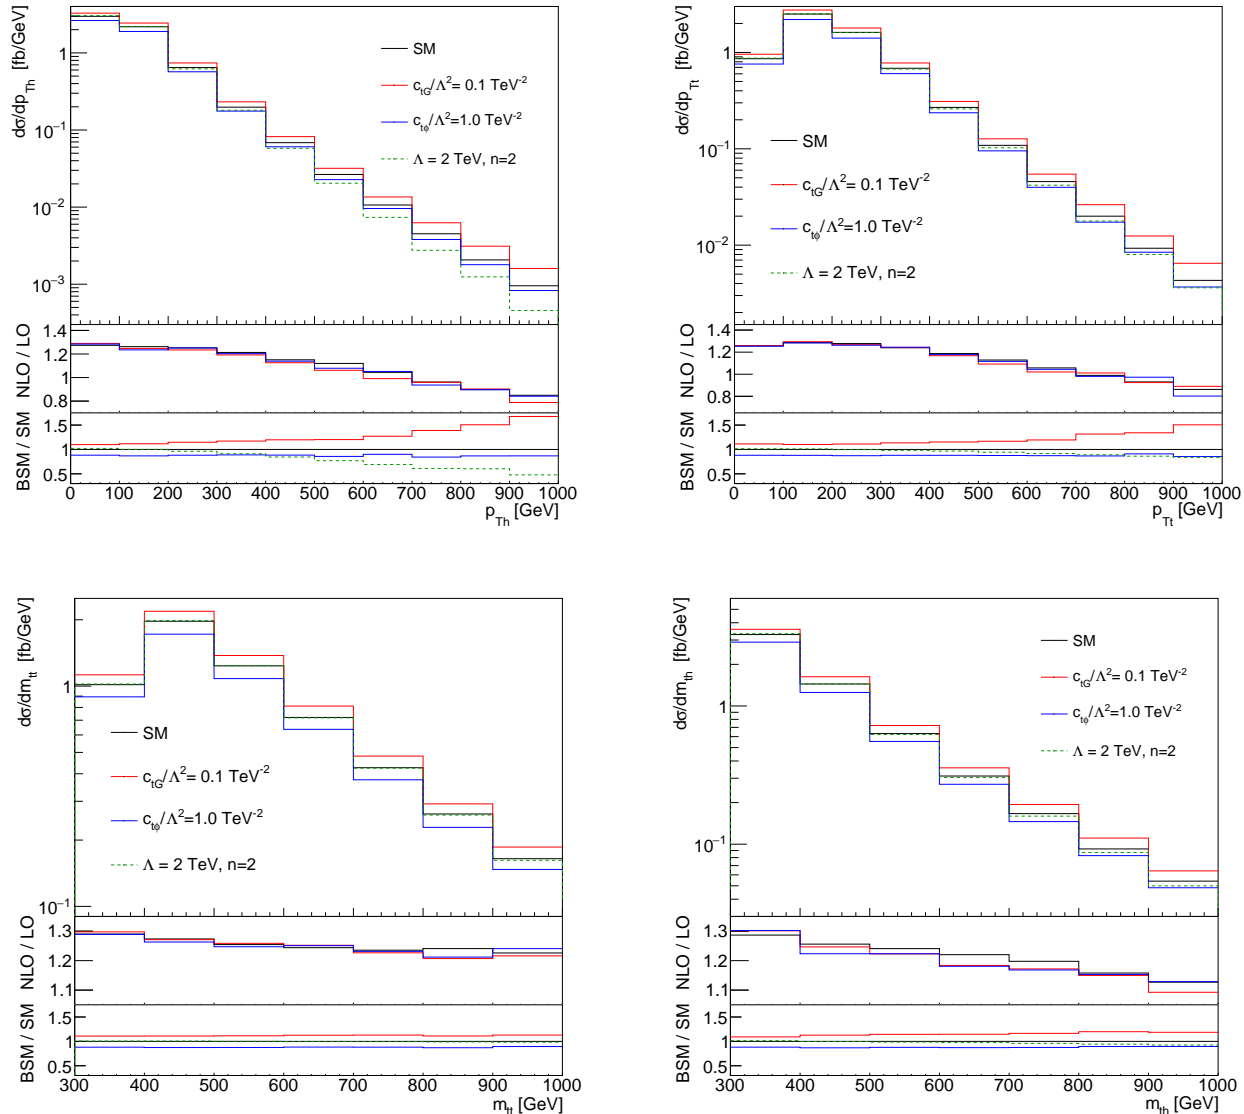 dσ/dp_Th [fb/GeV]
1
10⁻¹
10⁻²
10⁻³
SM
c_tG/Λ²= 0.1 TeV⁻²
c_tϕ/Λ²=1.0 TeV⁻²
Λ = 2 TeV, n=2
NLO / LO
1.4
1.2
1
0.8
BSM / SM
1.5
1
0.5
0 100 200 300 400 500 600 700 800 900 1000
p_Th [GeV]
dσ/dp_Tt [fb/GeV]
1
10⁻¹
10⁻²
SM
c_tG/Λ²= 0.1 TeV⁻²
c_tϕ/Λ²=1.0 TeV⁻²
Λ = 2 TeV, n=2
NLO / LO
1.4
1.2
1
0.8
BSM / SM
1.5
1
0.5
0 100 200 300 400 500 600 700 800 900 1000
p_Tt [GeV]
dσ/dm_tt [fb/GeV]
1
10⁻¹
SM
c_tG/Λ²= 0.1 TeV⁻²
c_tϕ/Λ²=1.0 TeV⁻²
Λ = 2 TeV, n=2
NLO / LO
1.3
1.2
1.1
BSM / SM
1.5
1
0.5
300 400 500 600 700 800 900 1000
m_tt [GeV]
dσ/dm_th [fb/GeV]
1
10⁻¹
SM
c_tG/Λ²= 0.1 TeV⁻²
c_tϕ/Λ²=1.0 TeV⁻²
Λ = 2 TeV, n=2
NLO / LO
1.3
1.2
1.1
BSM / SM
1.5
1
0.5
300 400 500 600 700 800 900 1000
m_th [GeV]